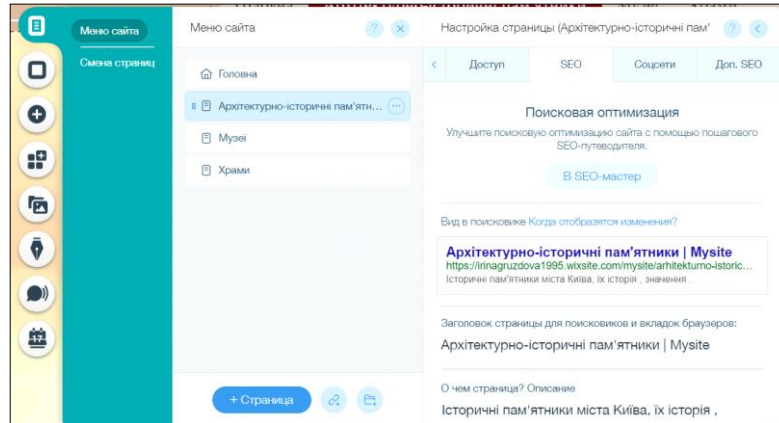 Меню сайта
Смена страниц
17
Меню сайта
?
Головна
Архітектурно-історичні пам'ятн...
Музеї
Храми
+ Страница
Настройка страницы (Архітектурно-історичні пам'
?
Доступ
SEO
Соцсети
Доп. SEO
Поисковая оптимизация
Улучшите поисковую оптимизацию сайта с помощью пошагового
SEO-путеводителя.
В SEO-мастер
Вид в поисковике Когда отобразятся изменения?
Архітектурно-історичні пам'ятники | Mysite
https://irinagruzdova1995.wixsite.com/mysite/arhitekturno-istoric...
Історичні пам'ятники міста Київа, їх історія , значення .
Заголовок страницы для поисковиков и вкладок браузеров:
Архітектурно-історичні пам'ятники | Mysite
О чем страница? Описание
Історичні пам'ятники міста Київа, їх історія ,